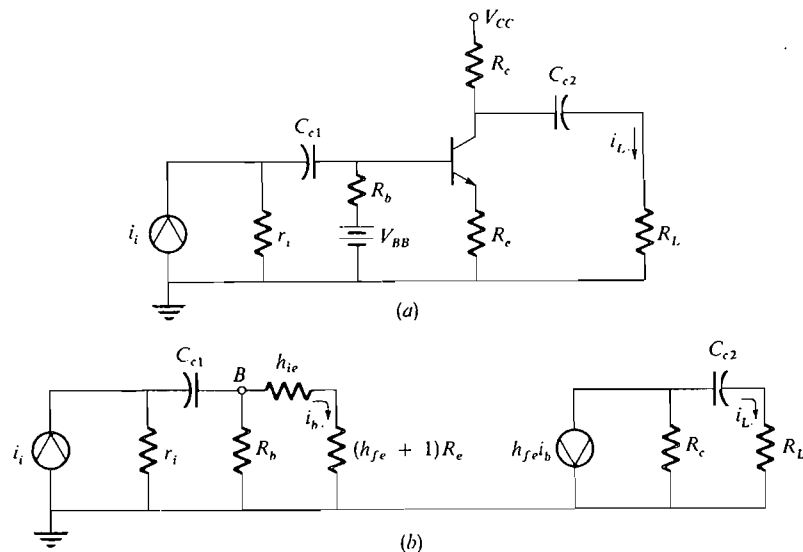 V_CC
R_c
C_c2
C_c1
i_L
R_b
i_i
r_i
V_BB
R_e
R_L
(a)
C_c1
B
h_ie
C_c2
i_b
i_L
i_i
r_i
R_b
(h_fe + 1)R_e
h_fe i_b
R_c
R_L
(b)